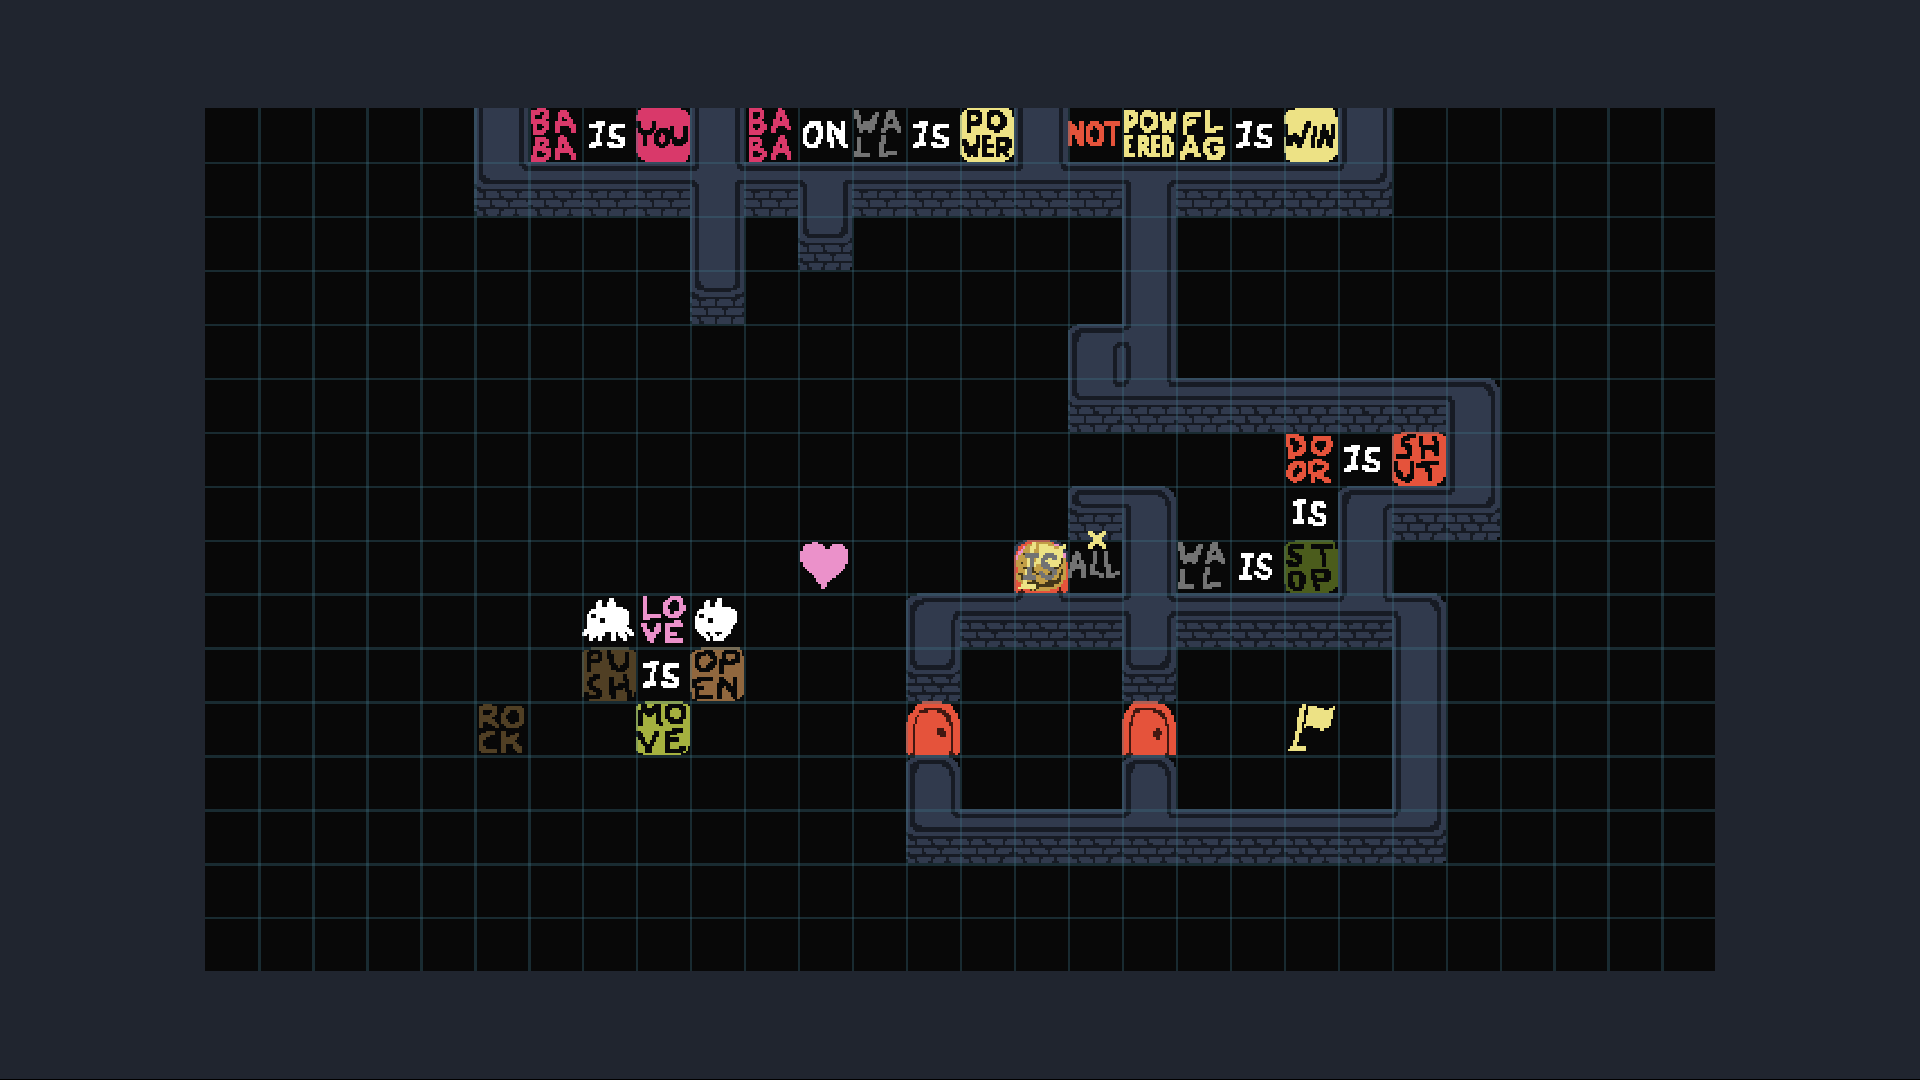 BABA IS YOU BABA ON WALL IS POWER NOT POWERED FLAG IS WIN
DOOR IS SHUT
IS
IS ALL WALL IS STOP
LOVE
PUSH IS OPEN
ROCK MOVE